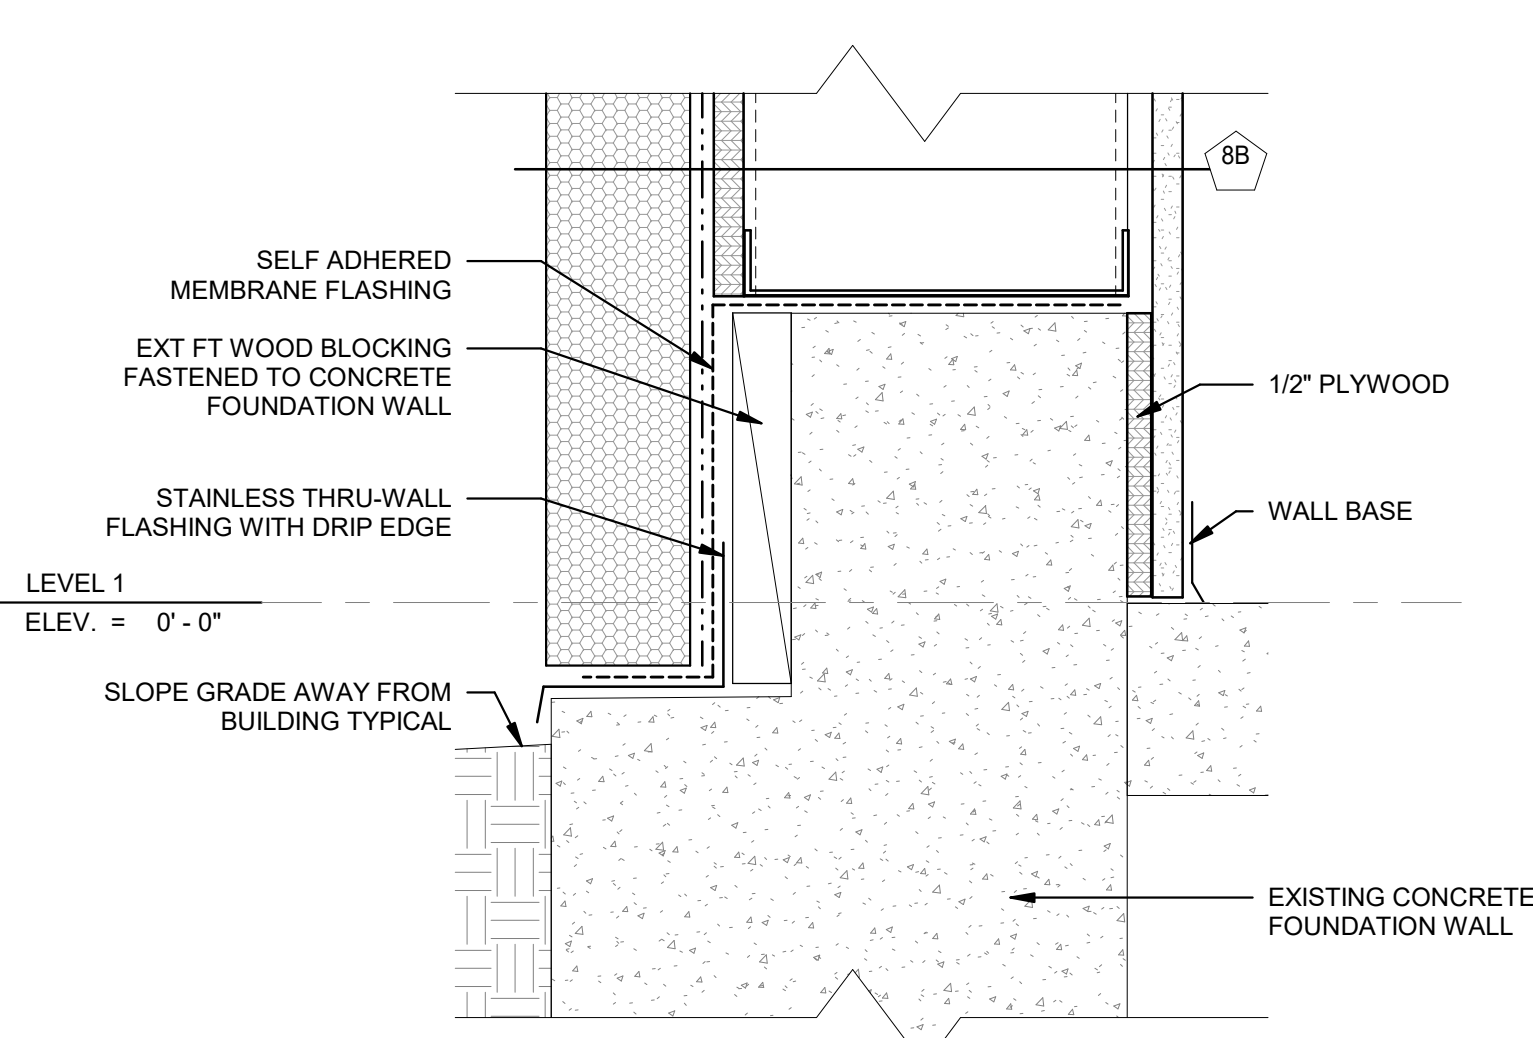 8B
SELF ADHERED
MEMBRANE FLASHING
EXT FT WOOD BLOCKING
FASTENED TO CONCRETE
FOUNDATION WALL
1/2" PLYWOOD
STAINLESS THRU-WALL
FLASHING WITH DRIP EDGE
WALL BASE
LEVEL 1
ELEV. = 0' - 0"
SLOPE GRADE AWAY FROM
BUILDING TYPICAL
EXISTING CONCRETE
FOUNDATION WALL